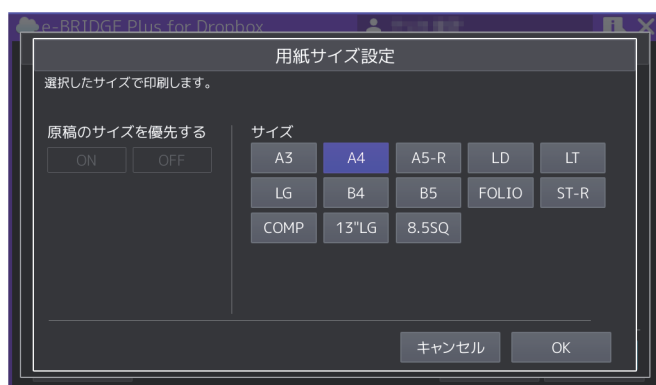 e-BRIDGE Plus for Dropbox
用紙サイズ設定
選択したサイズで印刷します。
原稿のサイズを優先する
ON OFF
サイズ
A3 A4 A5-R LD LT
LG B4 B5 FOLIO ST-R
COMP 13"LG 8.5SQ
キャンセル OK